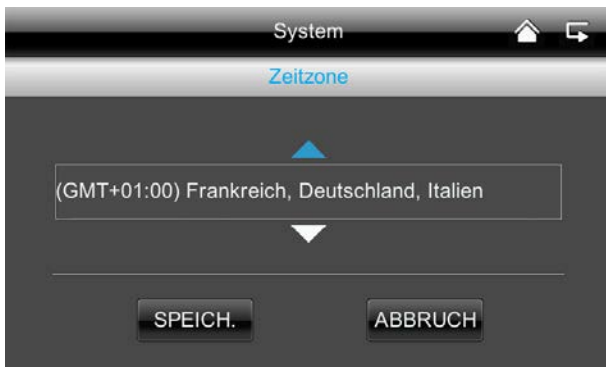 System
Zeitzone
(GMT+01:00) Frankreich, Deutschland, Italien
SPEICH. ABBRUCH